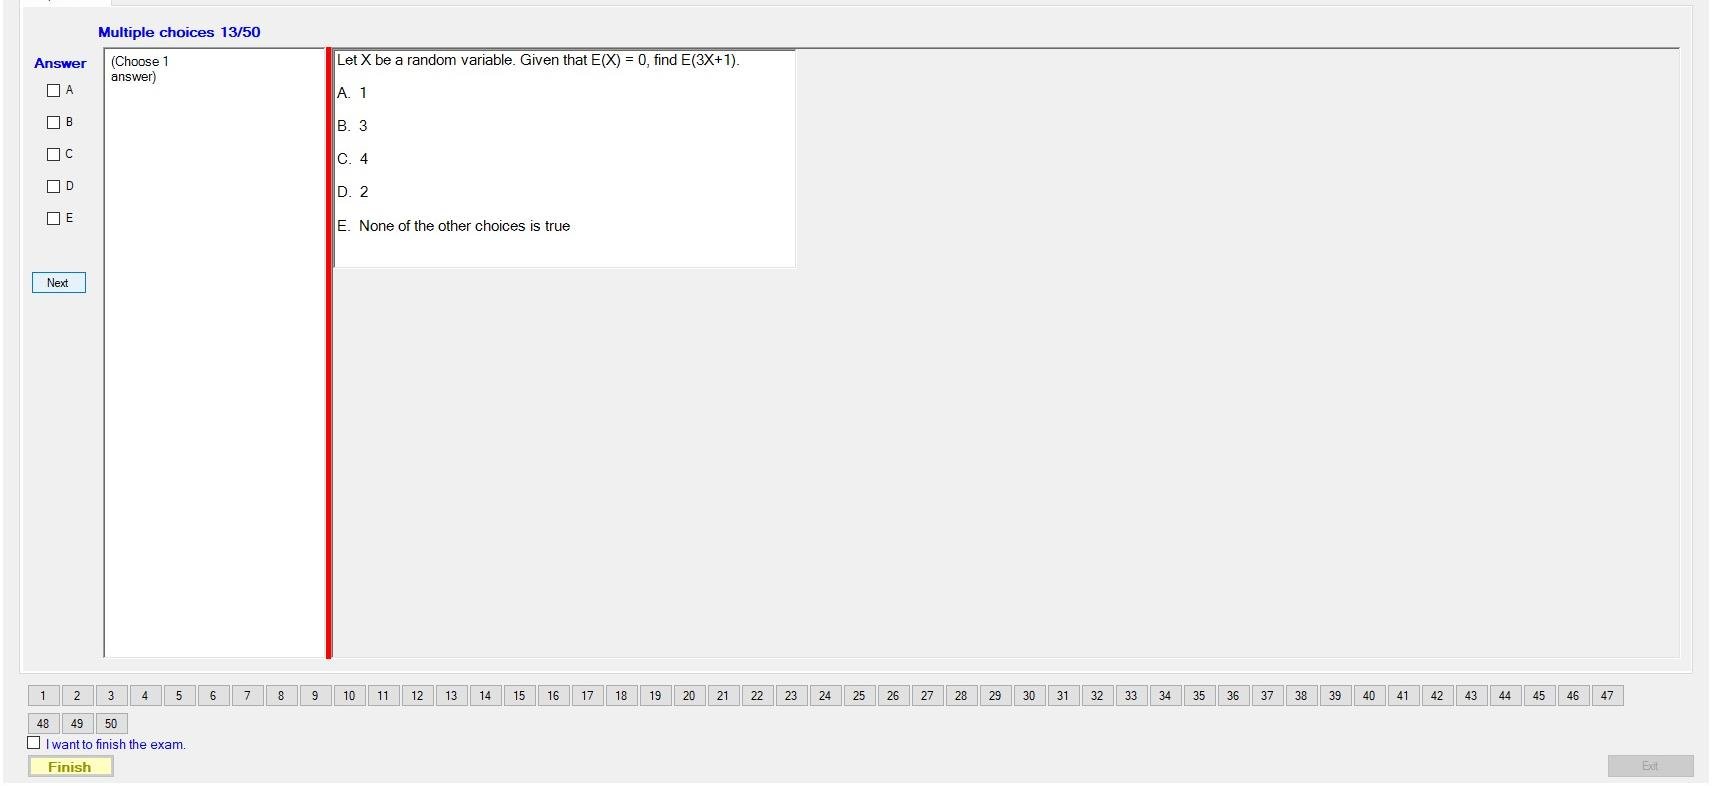 Multiple choices 13/50
Answer
(Choose 1
answer)
A
B
C
D
E
Next
Let X be a random variable. Given that E(X) = 0, find E(3X+1).
A. 1
B. 3
C. 4
D. 2
E. None of the other choices is true
1 2 3 4 5 6 7 8 9 10 11 12 13 14 15 16 17 18 19 20 21 22 23 24 25 26 27 28 29 30 31 32 33 34 35 36 37 38 39 40 41 42 43 44 45 46 47
48 49 50
I want to finish the exam.
Finish
Exit